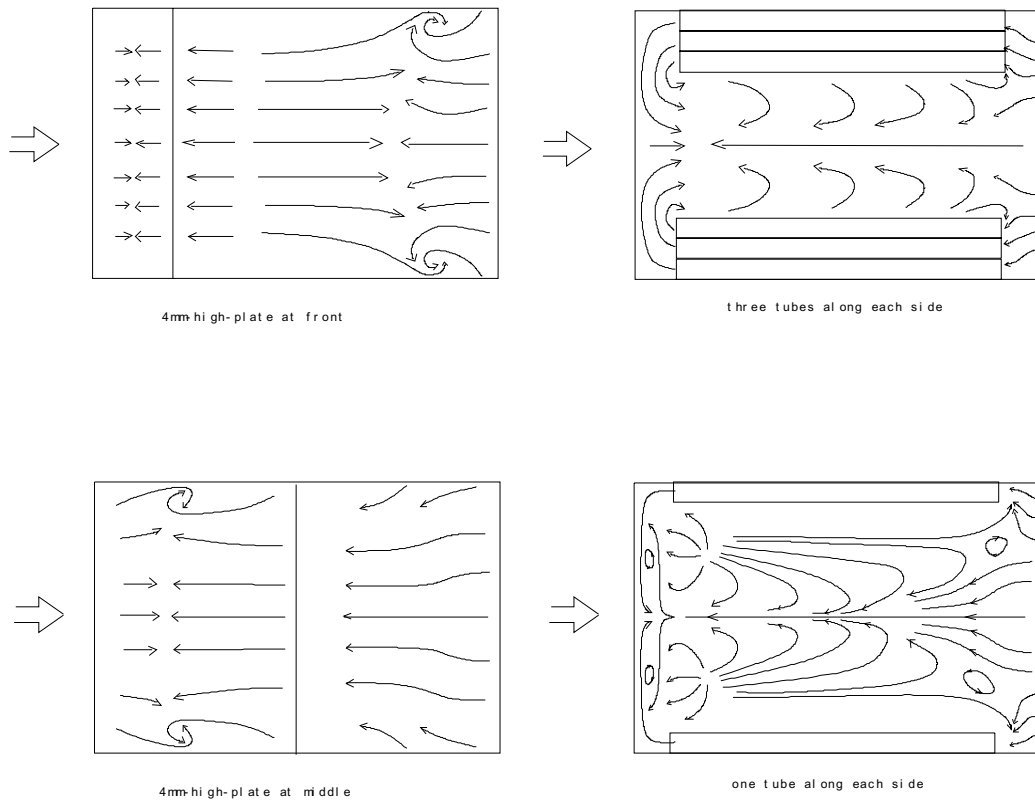 4mm-high-plate at front
three tubes along each side
4mm-high-plate at middle
one tube along each side